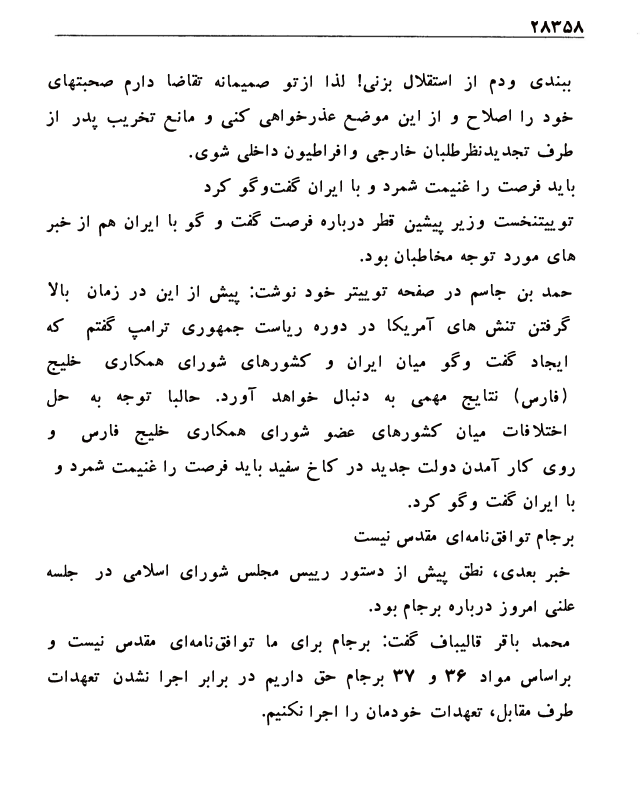 ۲۸۳۵۸
ببندی ودم از استقلال بزنی! لذا ازتو صمیمانه تقاضا دارم صحبتهای
خود را اصلاح و از این موضع عذرخواهی کنی و مانع تخریب پدر از
طرف تجدیدنظرطلبان خارجی وافراطیون داخلی شوی.
باید فرصت را غنیمت شمرد و با ایران گفت‌وگو کرد
توییتنخست وزیر پیشین قطر درباره فرصت گفت و گو با ایران هم از خبر
های مورد توجه مخاطبان بود.
حمد بن جاسم در صفحه توییتر خود نوشت: پیش از این در زمان بالا
گرفتن تنش های آمریکا در دوره ریاست جمهوری ترامپ گفتم که
ایجاد گفت وگو میان ایران و کشورهای شورای همکاری خلیج
(فارس) نتایج مهمی به دنبال خواهد آورد. حالبا توجه به حل
اختلافات میان کشورهای عضو شورای همکاری خلیج فارس و
روی کار آمدن دولت جدید در کاخ سفید باید فرصت را غنیمت شمرد و
با ایران گفت وگو کرد.
برجام توافق‌نامه‌ای مقدس نیست
خبر بعدی، نطق پیش از دستور رییس مجلس شورای اسلامی در جلسه
علنی امروز درباره برجام بود.
محمد باقر قالیباف گفت: برجام برای ما توافق‌نامه‌ای مقدس نیست و
براساس مواد ۳۶ و ۳۷ برجام حق داریم در برابر اجرا نشدن تعهدات
طرف مقابل، تعهدات خودمان را اجرا نکنیم.